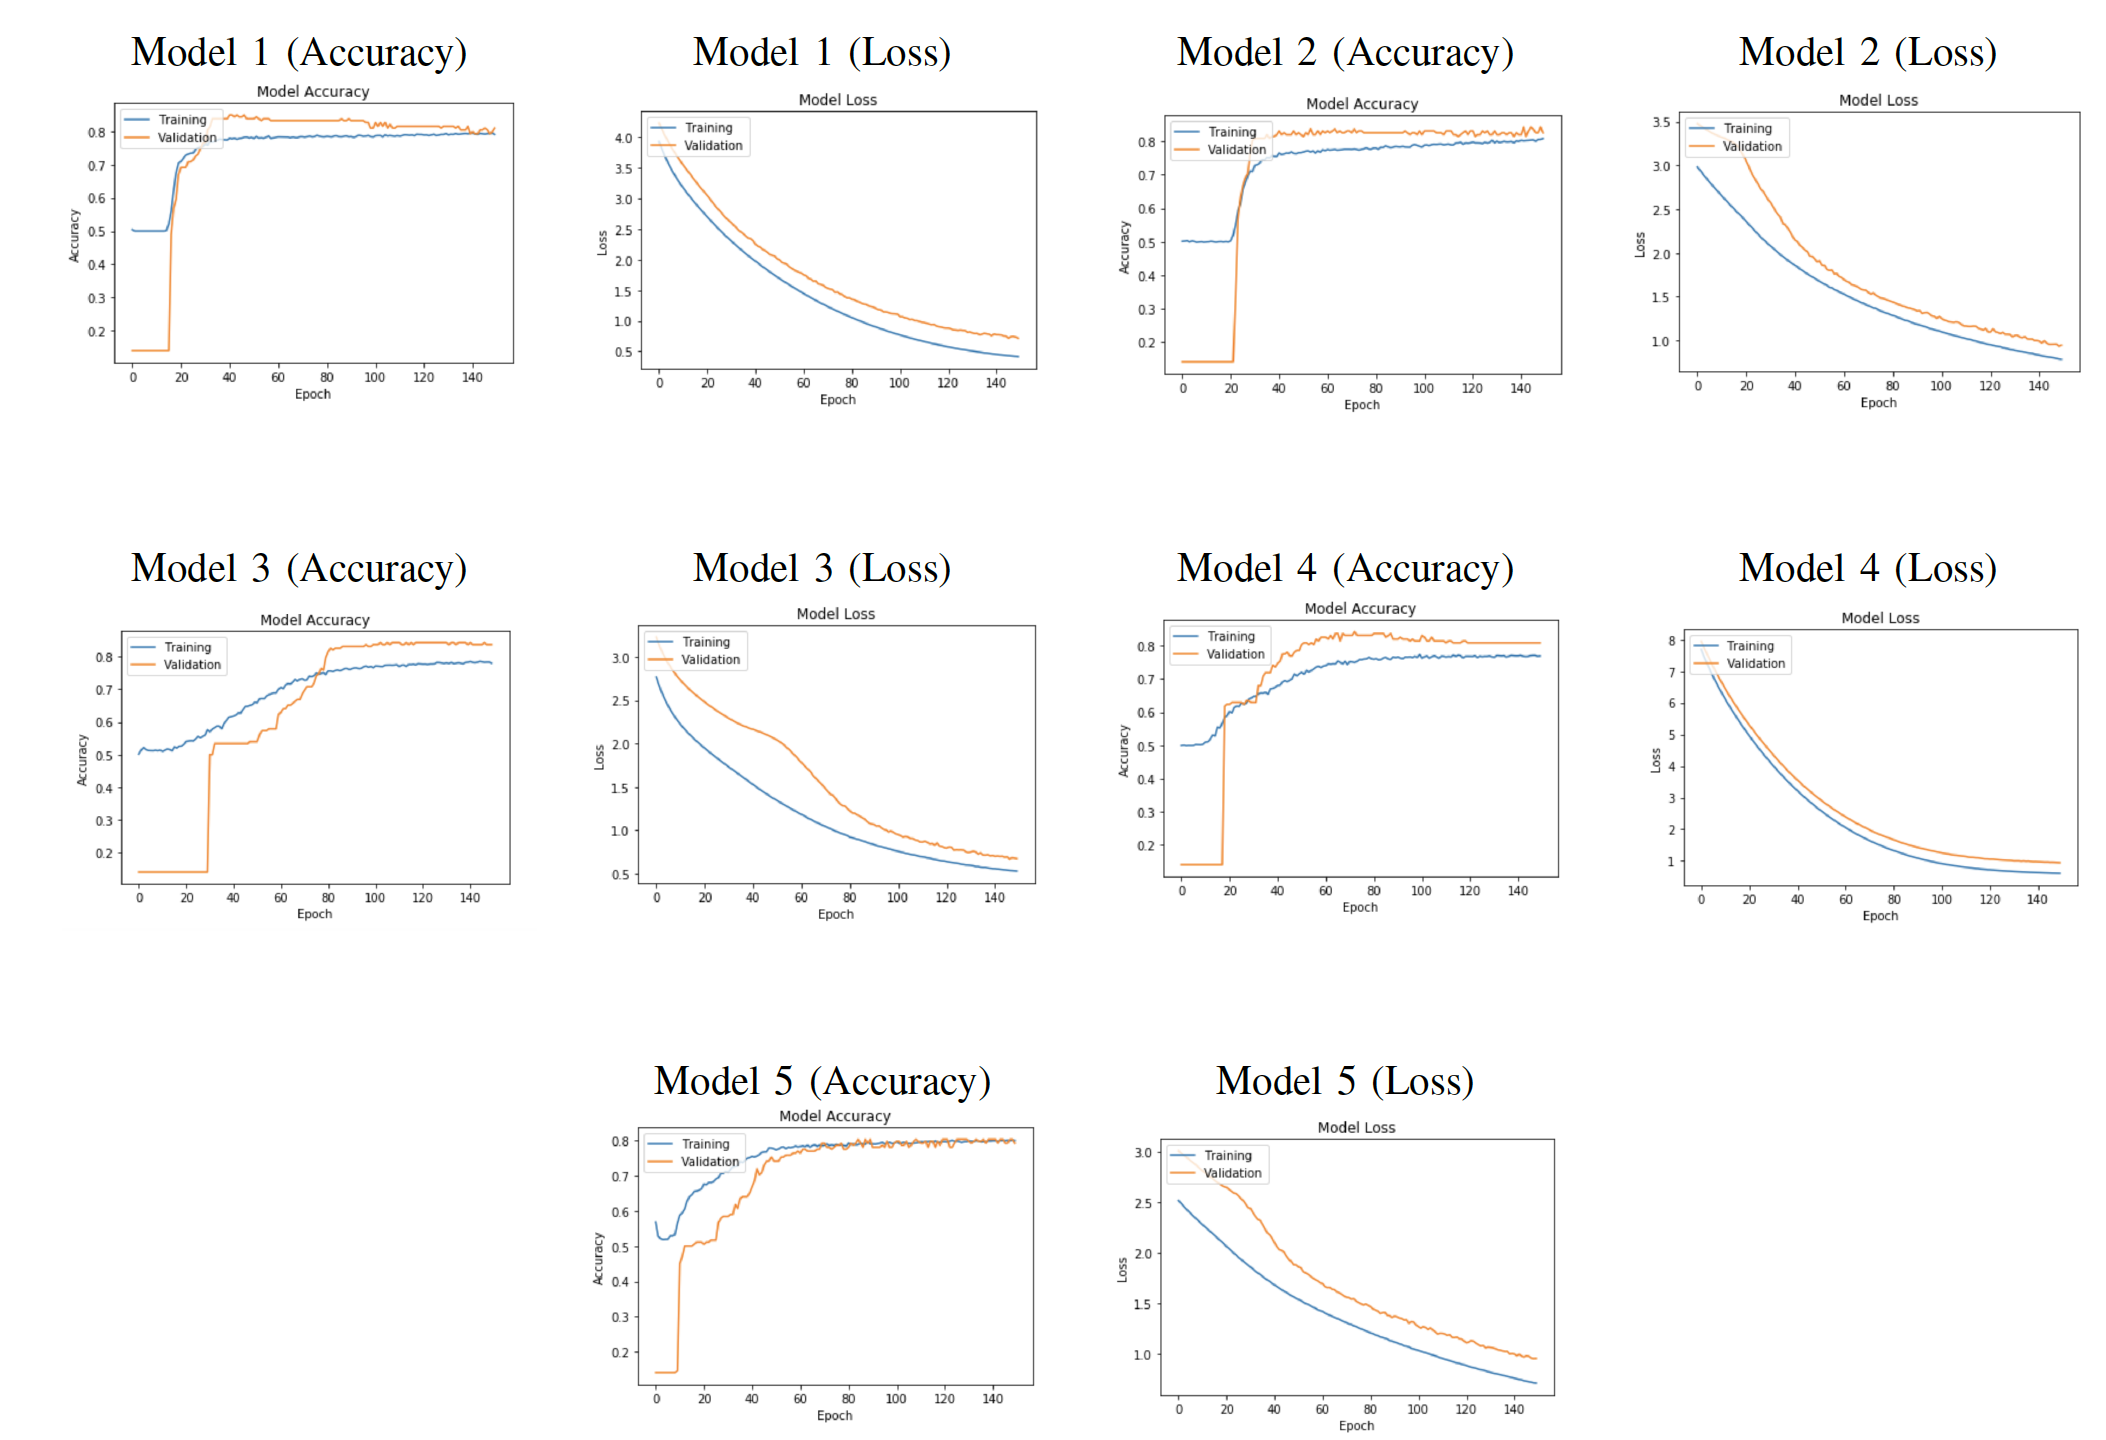 Model 1 (Accuracy)
Model Accuracy
Training
Validation
0.8
0.7
0.6
0.5
0.4
0.3
0.2
Accuracy
0 20 40 60 80 100 120 140
Epoch
Model 1 (Loss)
Model Loss
Training
Validation
4.0
3.5
3.0
2.5
2.0
1.5
1.0
0.5
Loss
0 20 40 60 80 100 120 140
Epoch
Model 2 (Accuracy)
Model Accuracy
Training
Validation
0.8
0.7
0.6
0.5
0.4
0.3
0.2
Accuracy
0 20 40 60 80 100 120 140
Epoch
Model 2 (Loss)
Model Loss
Training
Validation
3.5
3.0
2.5
2.0
1.5
1.0
Loss
0 20 40 60 80 100 120 140
Epoch
Model 3 (Accuracy)
Model Accuracy
Training
Validation
0.8
0.7
0.6
0.5
0.4
0.3
0.2
Accuracy
0 20 40 60 80 100 120 140
Epoch
Model 3 (Loss)
Model Loss
Training
Validation
3.0
2.5
2.0
1.5
1.0
0.5
Loss
0 20 40 60 80 100 120 140
Epoch
Model 4 (Accuracy)
Model Accuracy
Training
Validation
0.8
0.7
0.6
0.5
0.4
0.3
0.2
Accuracy
0 20 40 60 80 100 120 140
Epoch
Model 4 (Loss)
Model Loss
Training
Validation
8
7
6
5
4
3
2
1
Loss
0 20 40 60 80 100 120 140
Epoch
Model 5 (Accuracy)
Model Accuracy
Training
Validation
0.8
0.7
0.6
0.5
0.4
0.3
0.2
Accuracy
0 20 40 60 80 100 120 140
Epoch
Model 5 (Loss)
Model Loss
Training
Validation
3.0
2.5
2.0
1.5
1.0
Loss
0 20 40 60 80 100 120 140
Epoch